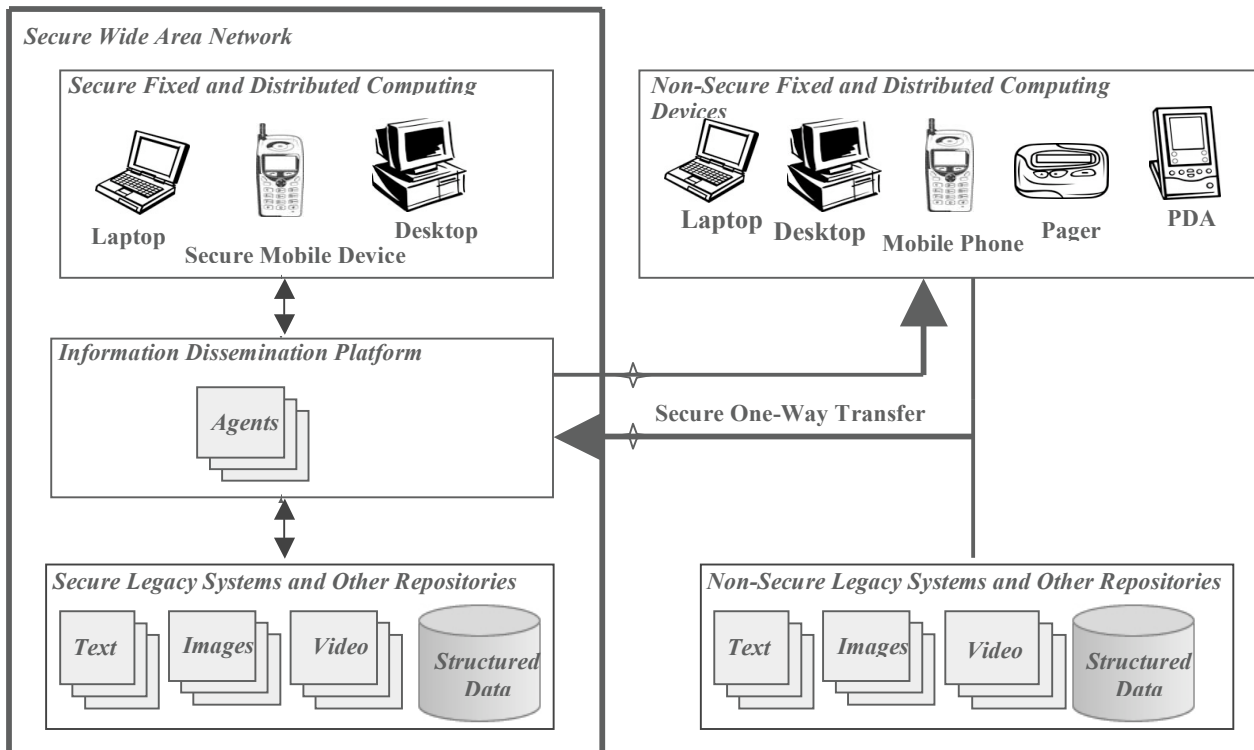 Secure Wide Area Network
Secure Fixed and Distributed Computing
Laptop
Secure Mobile Device
Desktop
Non-Secure Fixed and Distributed Computing
Devices
Laptop
Desktop
Mobile Phone
Pager
PDA
Information Dissemination Platform
Agents
Secure One-Way Transfer
Secure Legacy Systems and Other Repositories
Text
Images
Video
Structured
Data
Non-Secure Legacy Systems and Other Repositories
Text
Images
Video
Structured
Data